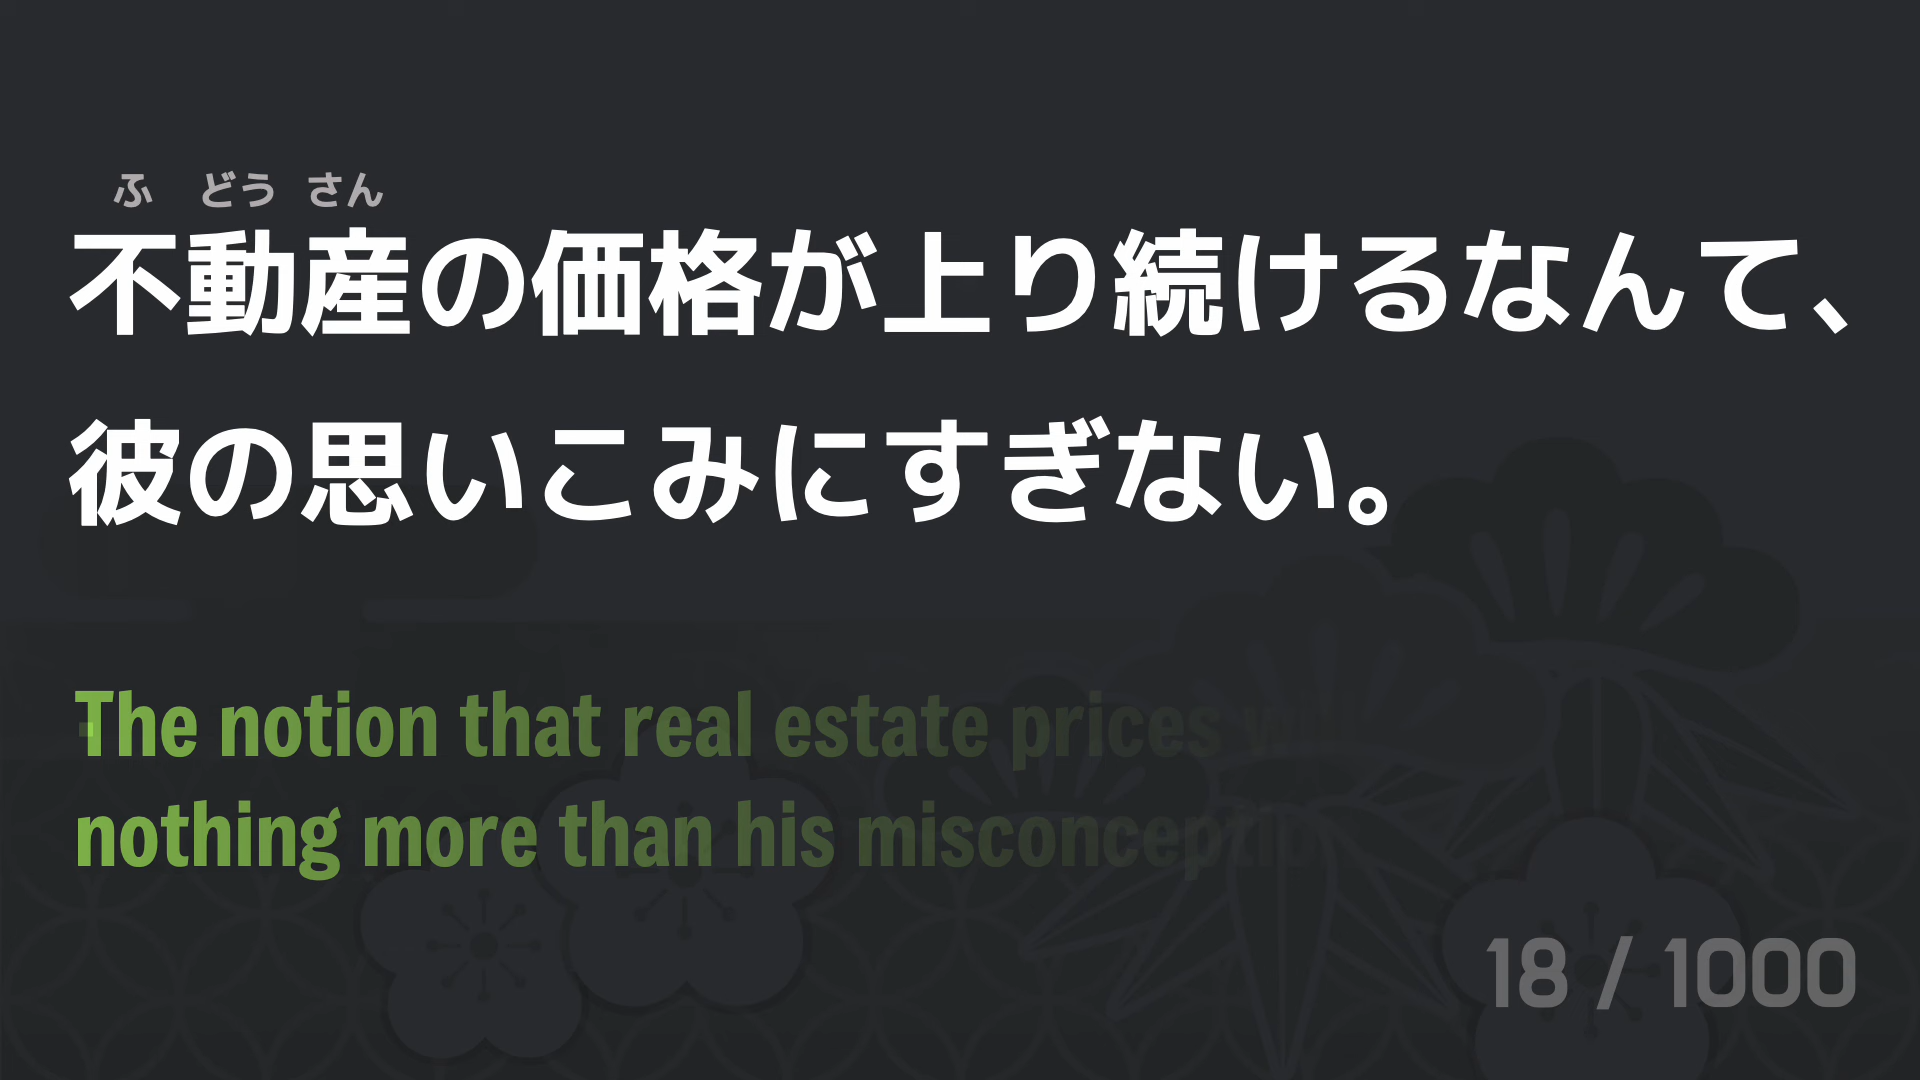 ふ どう さん
不動産の価格が上り続けるなんて、
彼の思いこみにすぎない。
The notion that real estate prices
nothing more than his misconception
18 / 1000